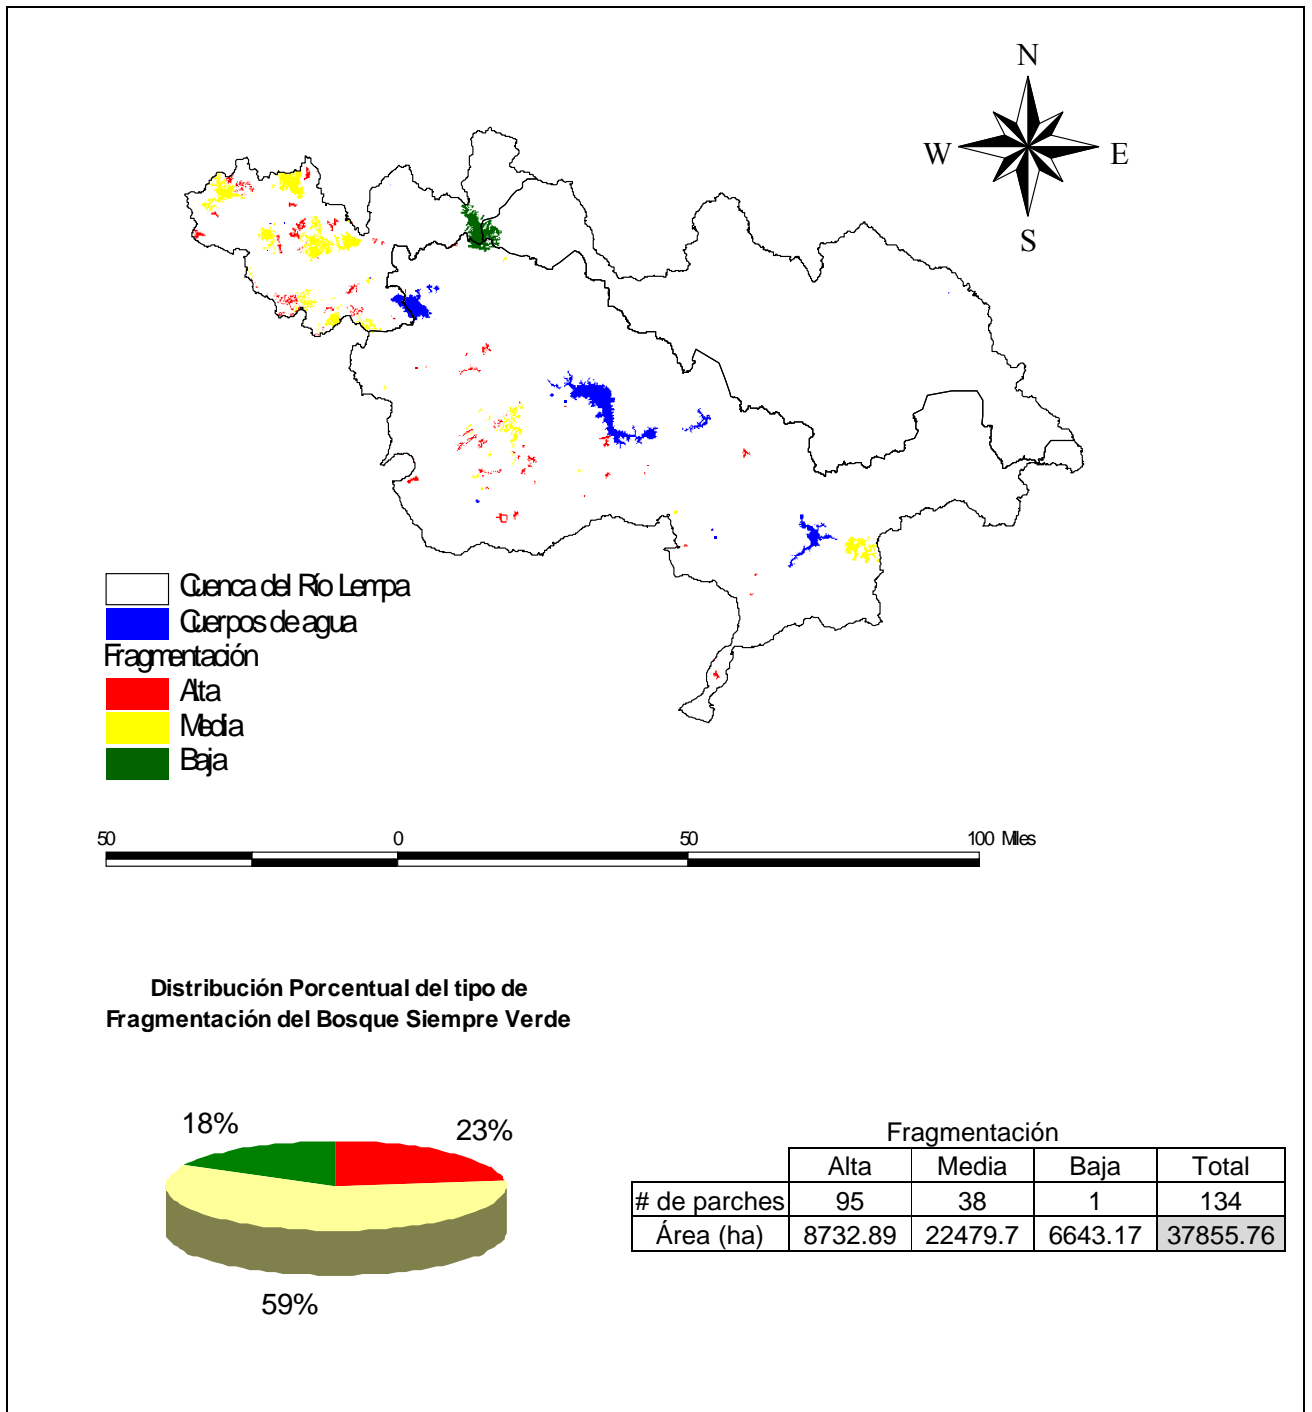 N
W E
S
Cuenca del Río Lempa
Cuerpos de agua
Fragmentación
Alta
Media
Baja
50 0 50 100 Miles
Distribución Porcentual del tipo de
Fragmentación del Bosque Siempre Verde
18%
23%
59%
Fragmentación
Alta Media Baja Total
# de parches 95 38 1 134
Área (ha) 8732.89 22479.7 6643.17 37855.76